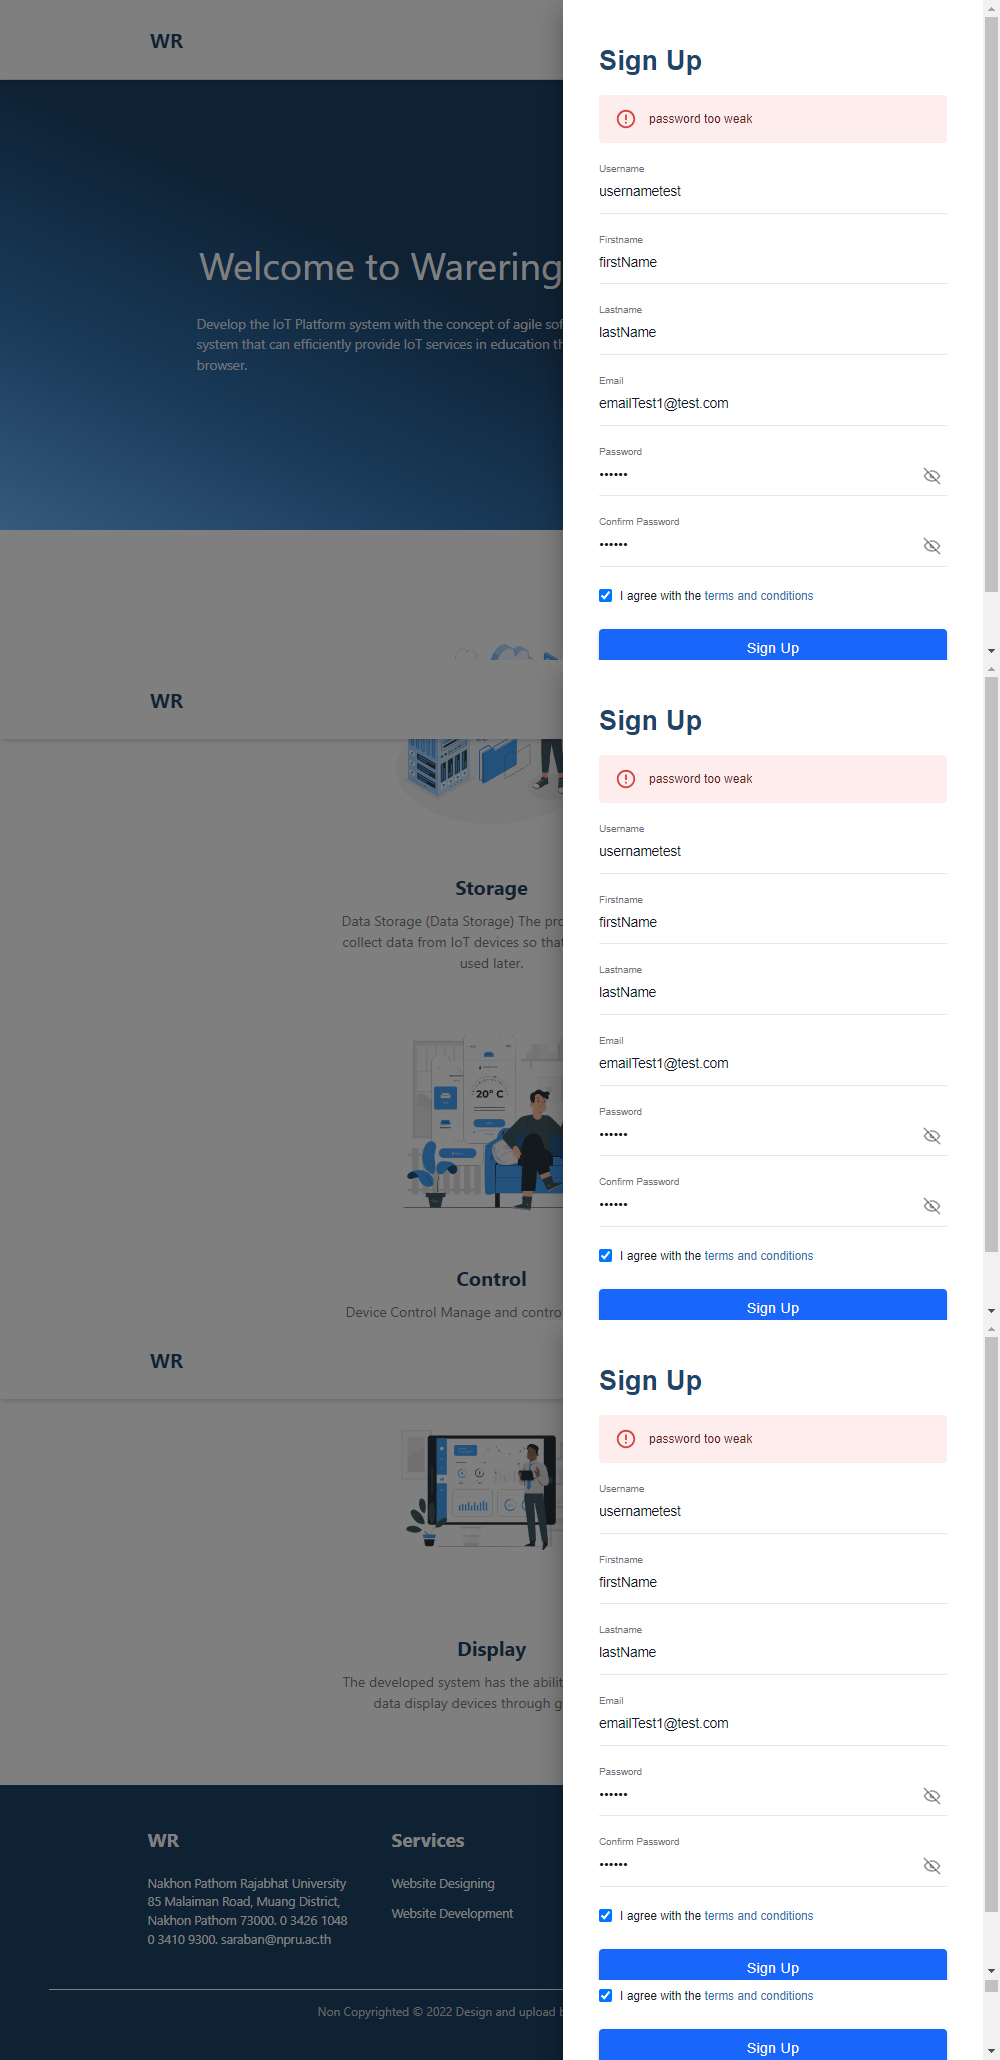 WR
Sign Up
password too weak
Username
usernametest
Firstname
firstName
Lastname
lastName
Email
emailTest1@test.com
Password
••••••
Confirm Password
••••••
I agree with the terms and conditions
Sign Up
Welcome to Warering
Develop the IoT Platform system with the concept of agile sof
system that can efficiently provide IoT services in education th
browser.
WR
Sign Up
password too weak
Username
usernametest
Firstname
firstName
Lastname
lastName
Email
emailTest1@test.com
Password
••••••
Confirm Password
••••••
I agree with the terms and conditions
Sign Up
Storage
Data Storage (Data Storage) The pro
collect data from IoT devices so that
used later.
20° C
Control
Device Control Manage and contro
WR
Sign Up
password too weak
Username
usernametest
Firstname
firstName
Lastname
lastName
Email
emailTest1@test.com
Password
••••••
Confirm Password
••••••
I agree with the terms and conditions
Sign Up
I agree with the terms and conditions
Sign Up
Display
The developed system has the abilit
data display devices through g
WR
Nakhon Pathom Rajabhat University
85 Malaiman Road, Muang District,
Nakhon Pathom 73000. 0 3426 1048
0 3410 9300. saraban@npru.ac.th
Services
Website Designing
Website Development
Non Copyrighted © 2022 Design and upload b